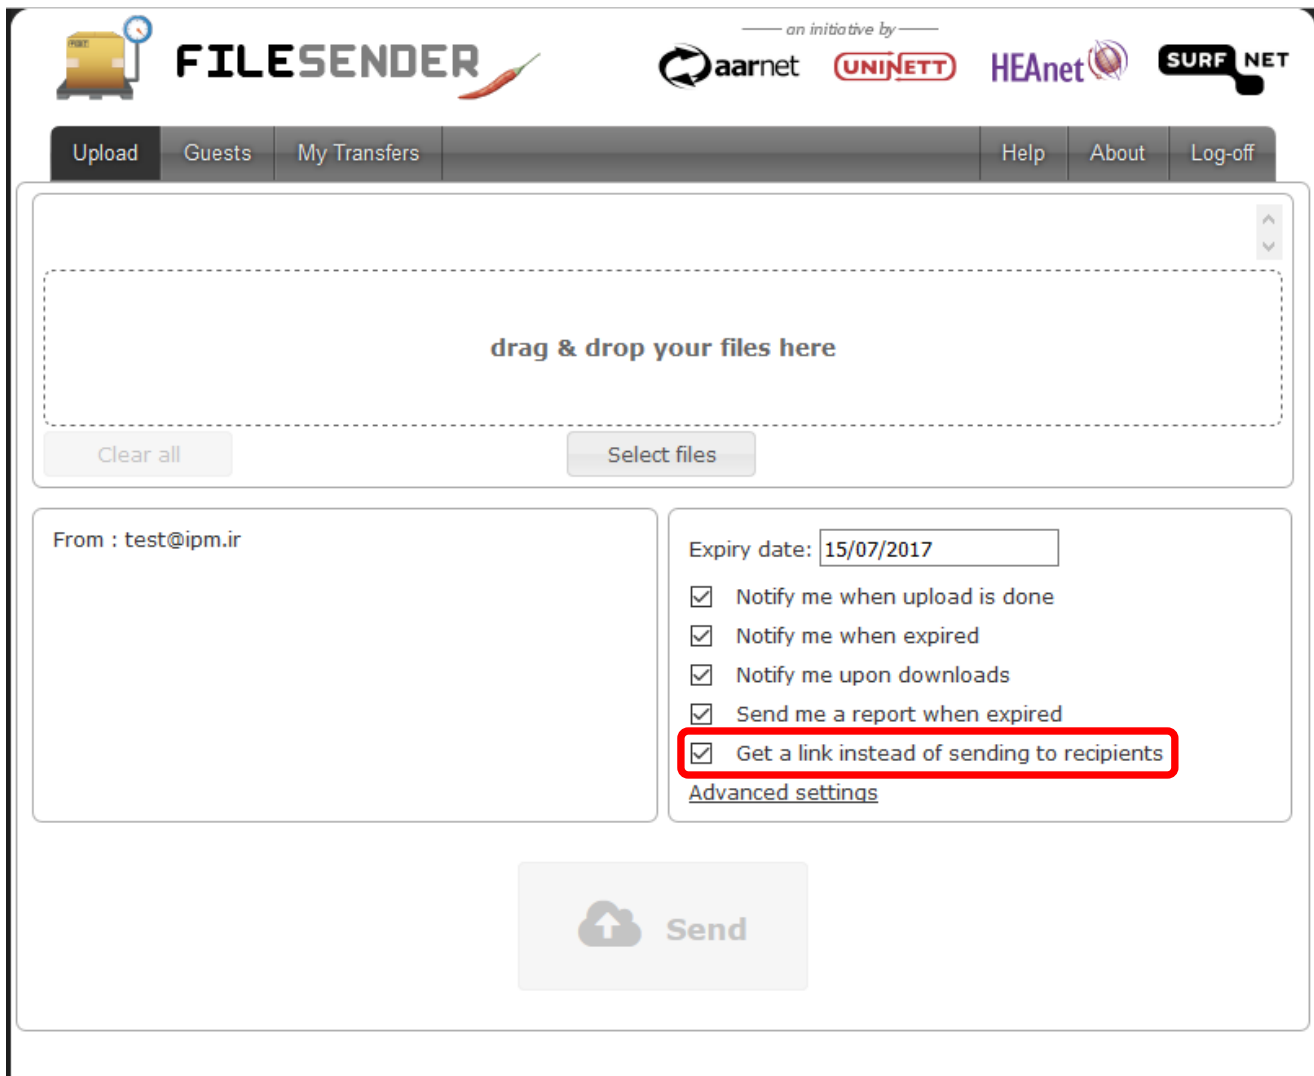 an initiative by
FILESENDER
aarnet
UNINETT
HEAnet
SURF NET
Upload
Guests
My Transfers
Help
About
Log-off
drag & drop your files here
Clear all
Select files
From : test@ipm.ir
Expiry date: 15/07/2017
Notify me when upload is done
Notify me when expired
Notify me upon downloads
Send me a report when expired
Get a link instead of sending to recipients
Advanced settings
Send